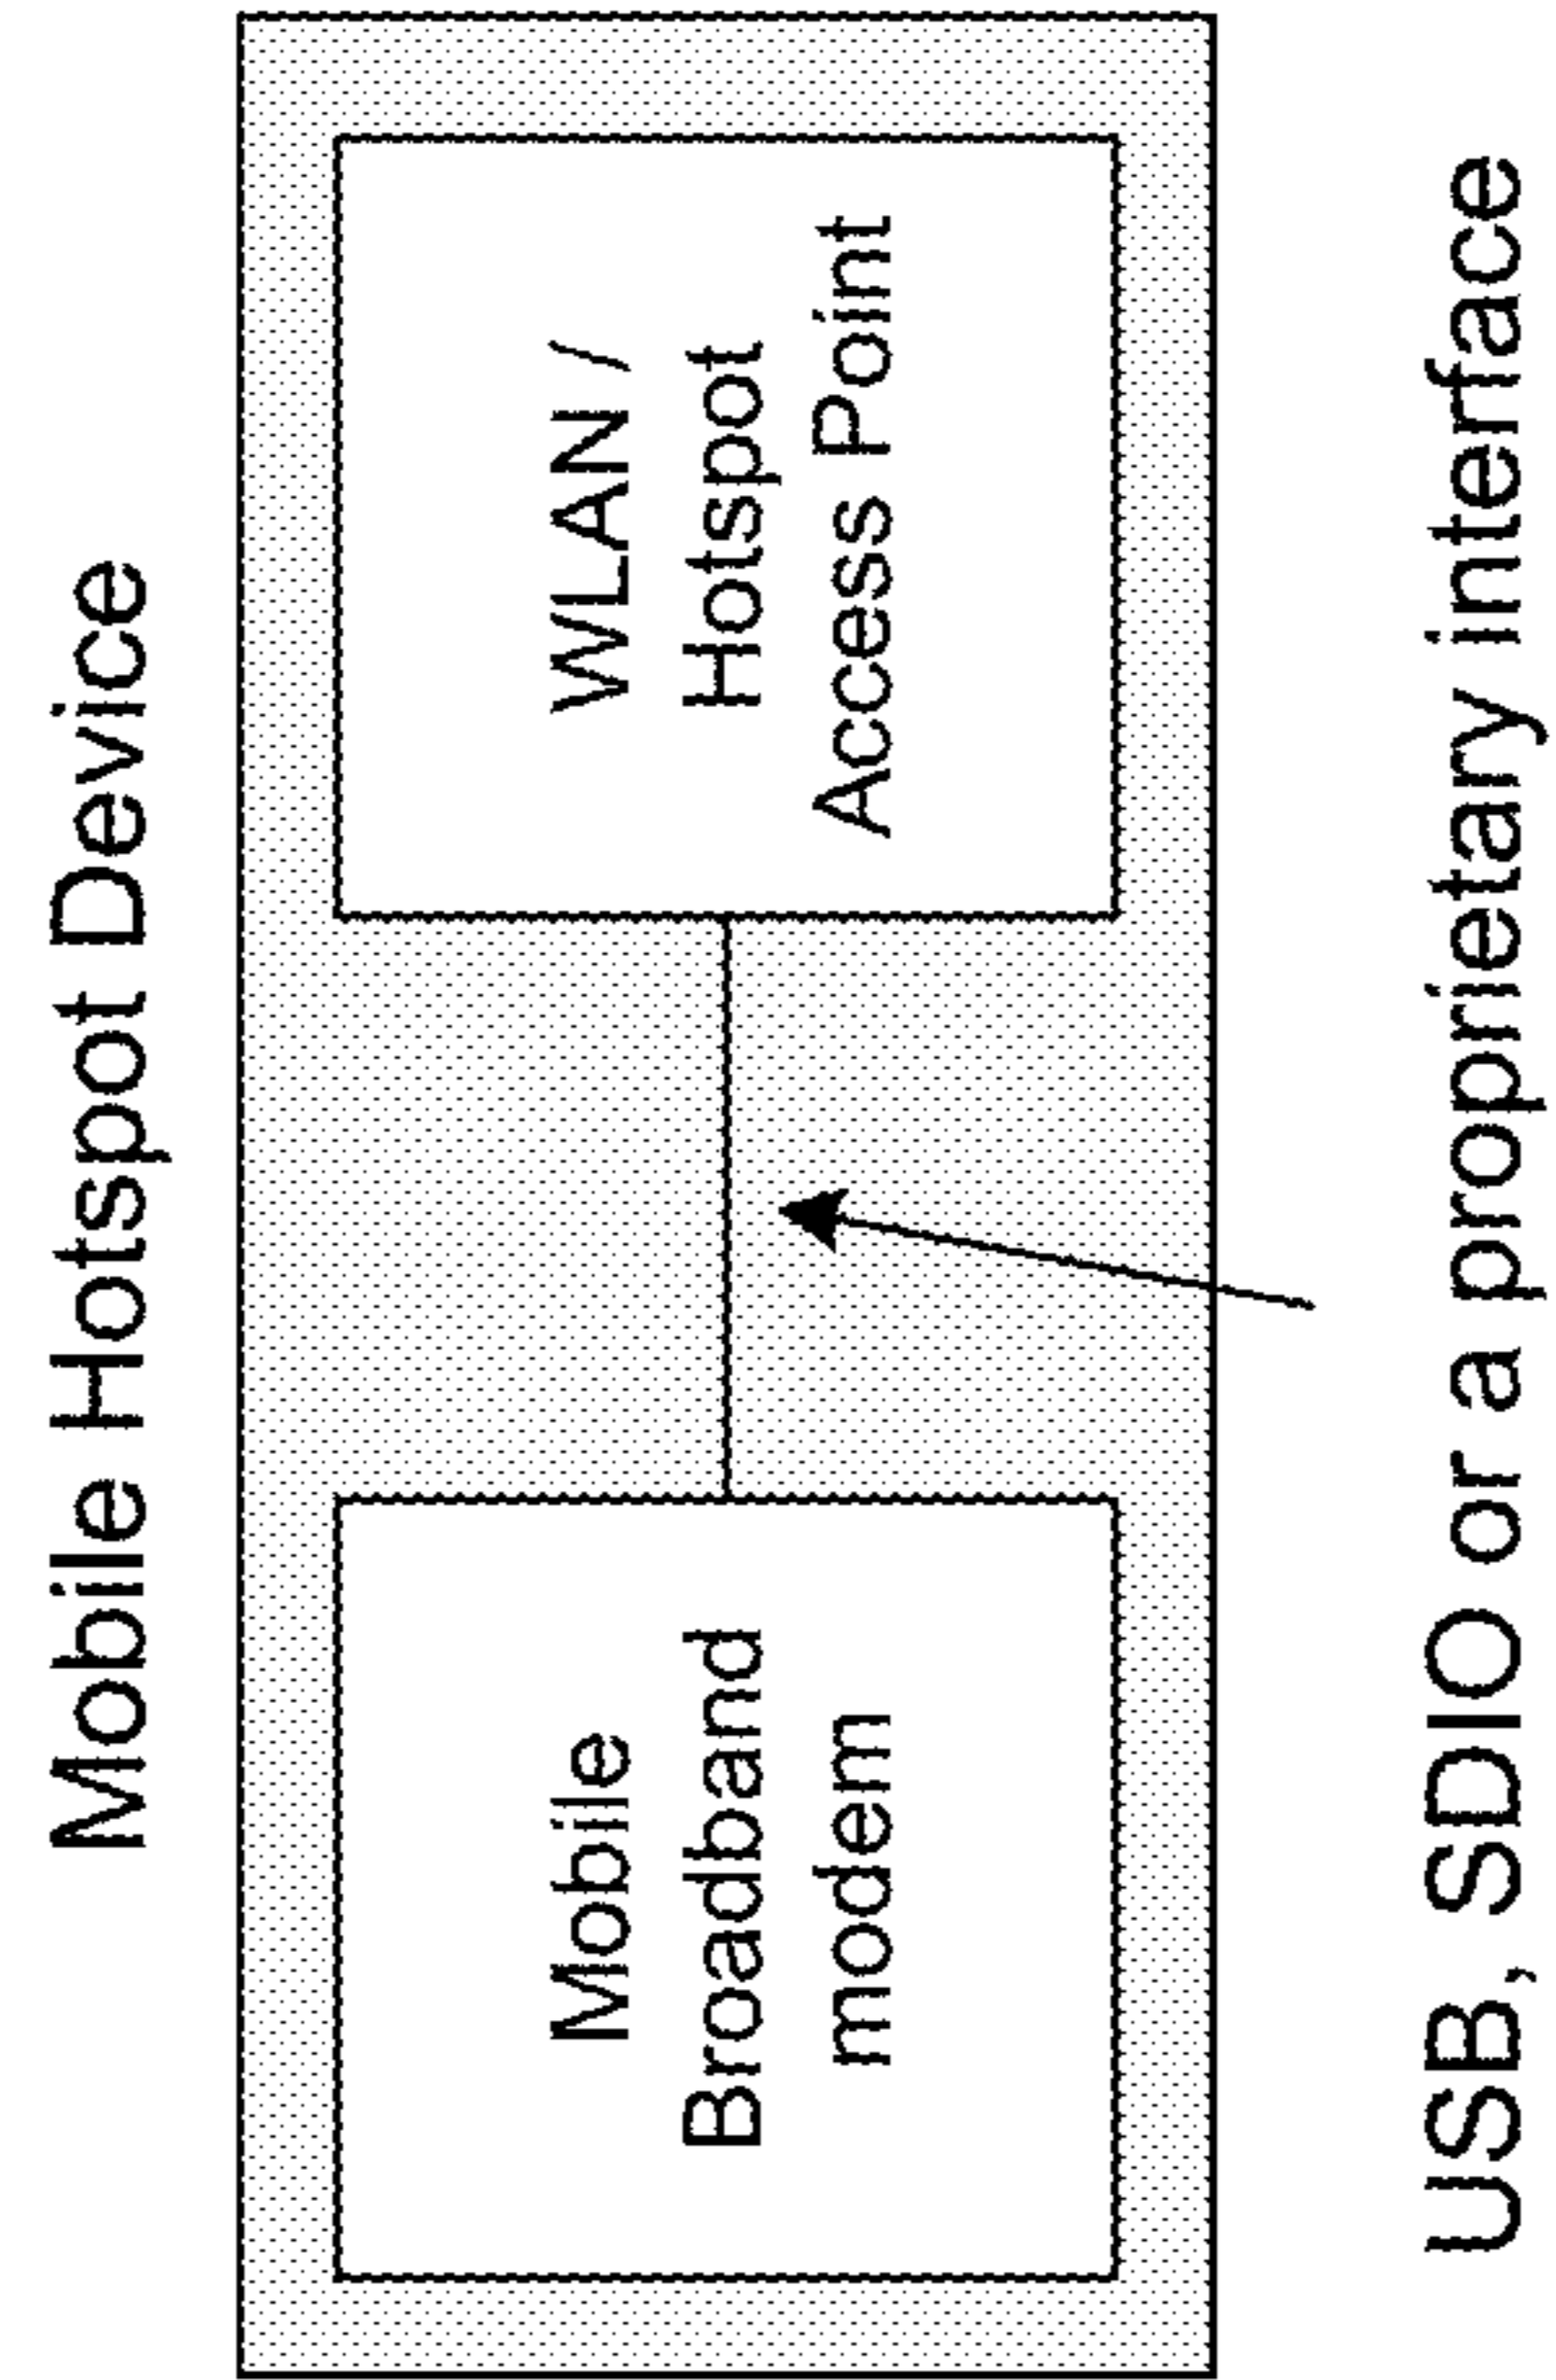 Mobile Hotspot Device
Mobile
Broadband
modem
WLAN /
Hotspot
Access Point
USB, SDIO or a proprietary interface